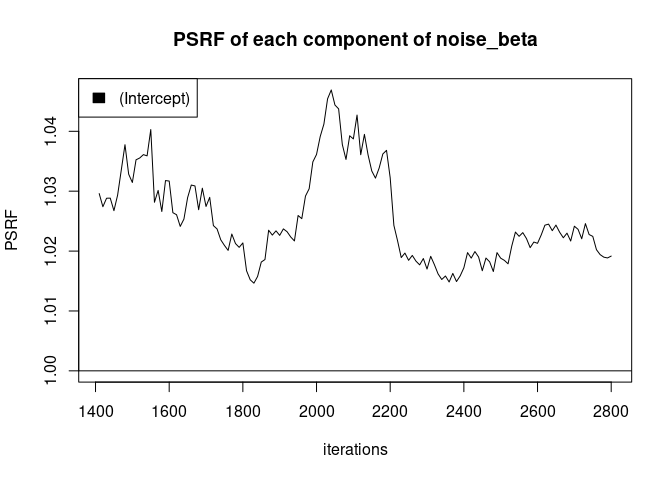 PSRF of each component of noise_beta
(Intercept)
PSRF
1.04
1.03
1.02
1.01
1.00
1400 1600 1800 2000 2200 2400 2600 2800
iterations